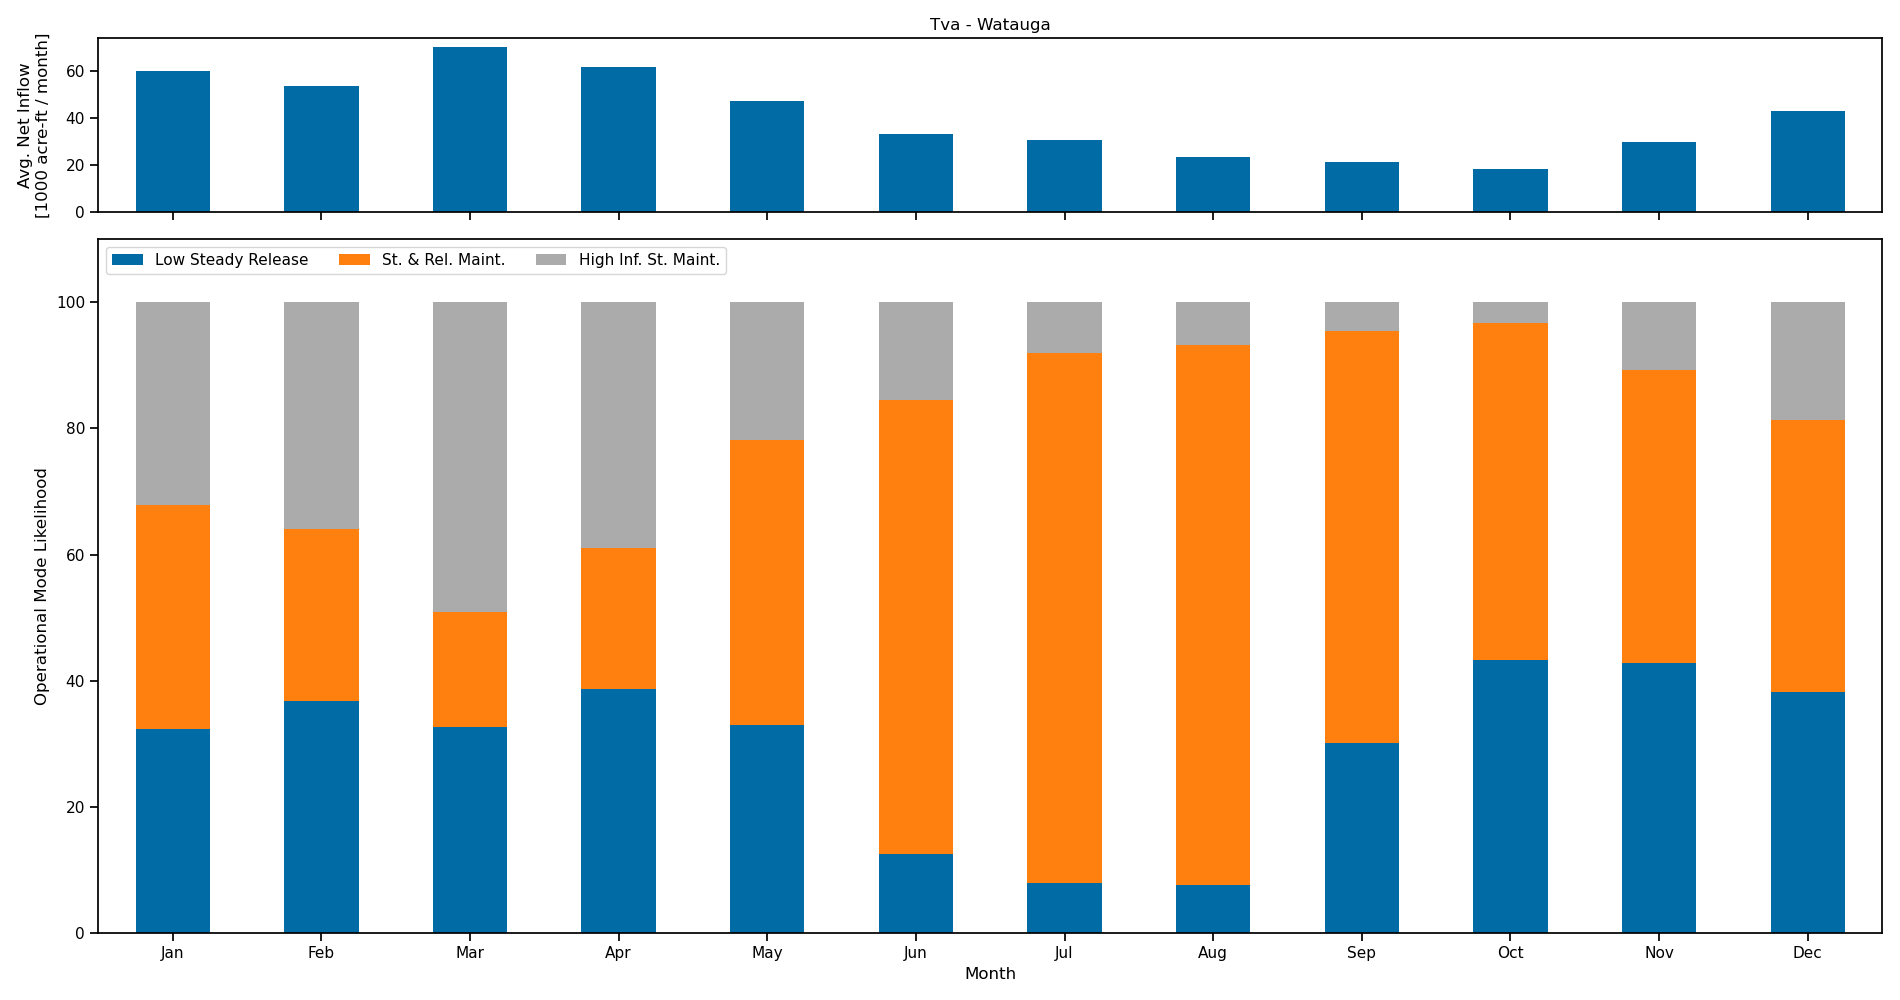 Tva - Watauga
Avg. Net Inflow
[1000 acre-ft / month]
60
40
20
0
Low Steady Release
St. & Rel. Maint.
High Inf. St. Maint.
Operational Mode Likelihood
100
80
60
40
20
0
Jan Feb Mar Apr May Jun Jul Aug Sep Oct Nov Dec
Month